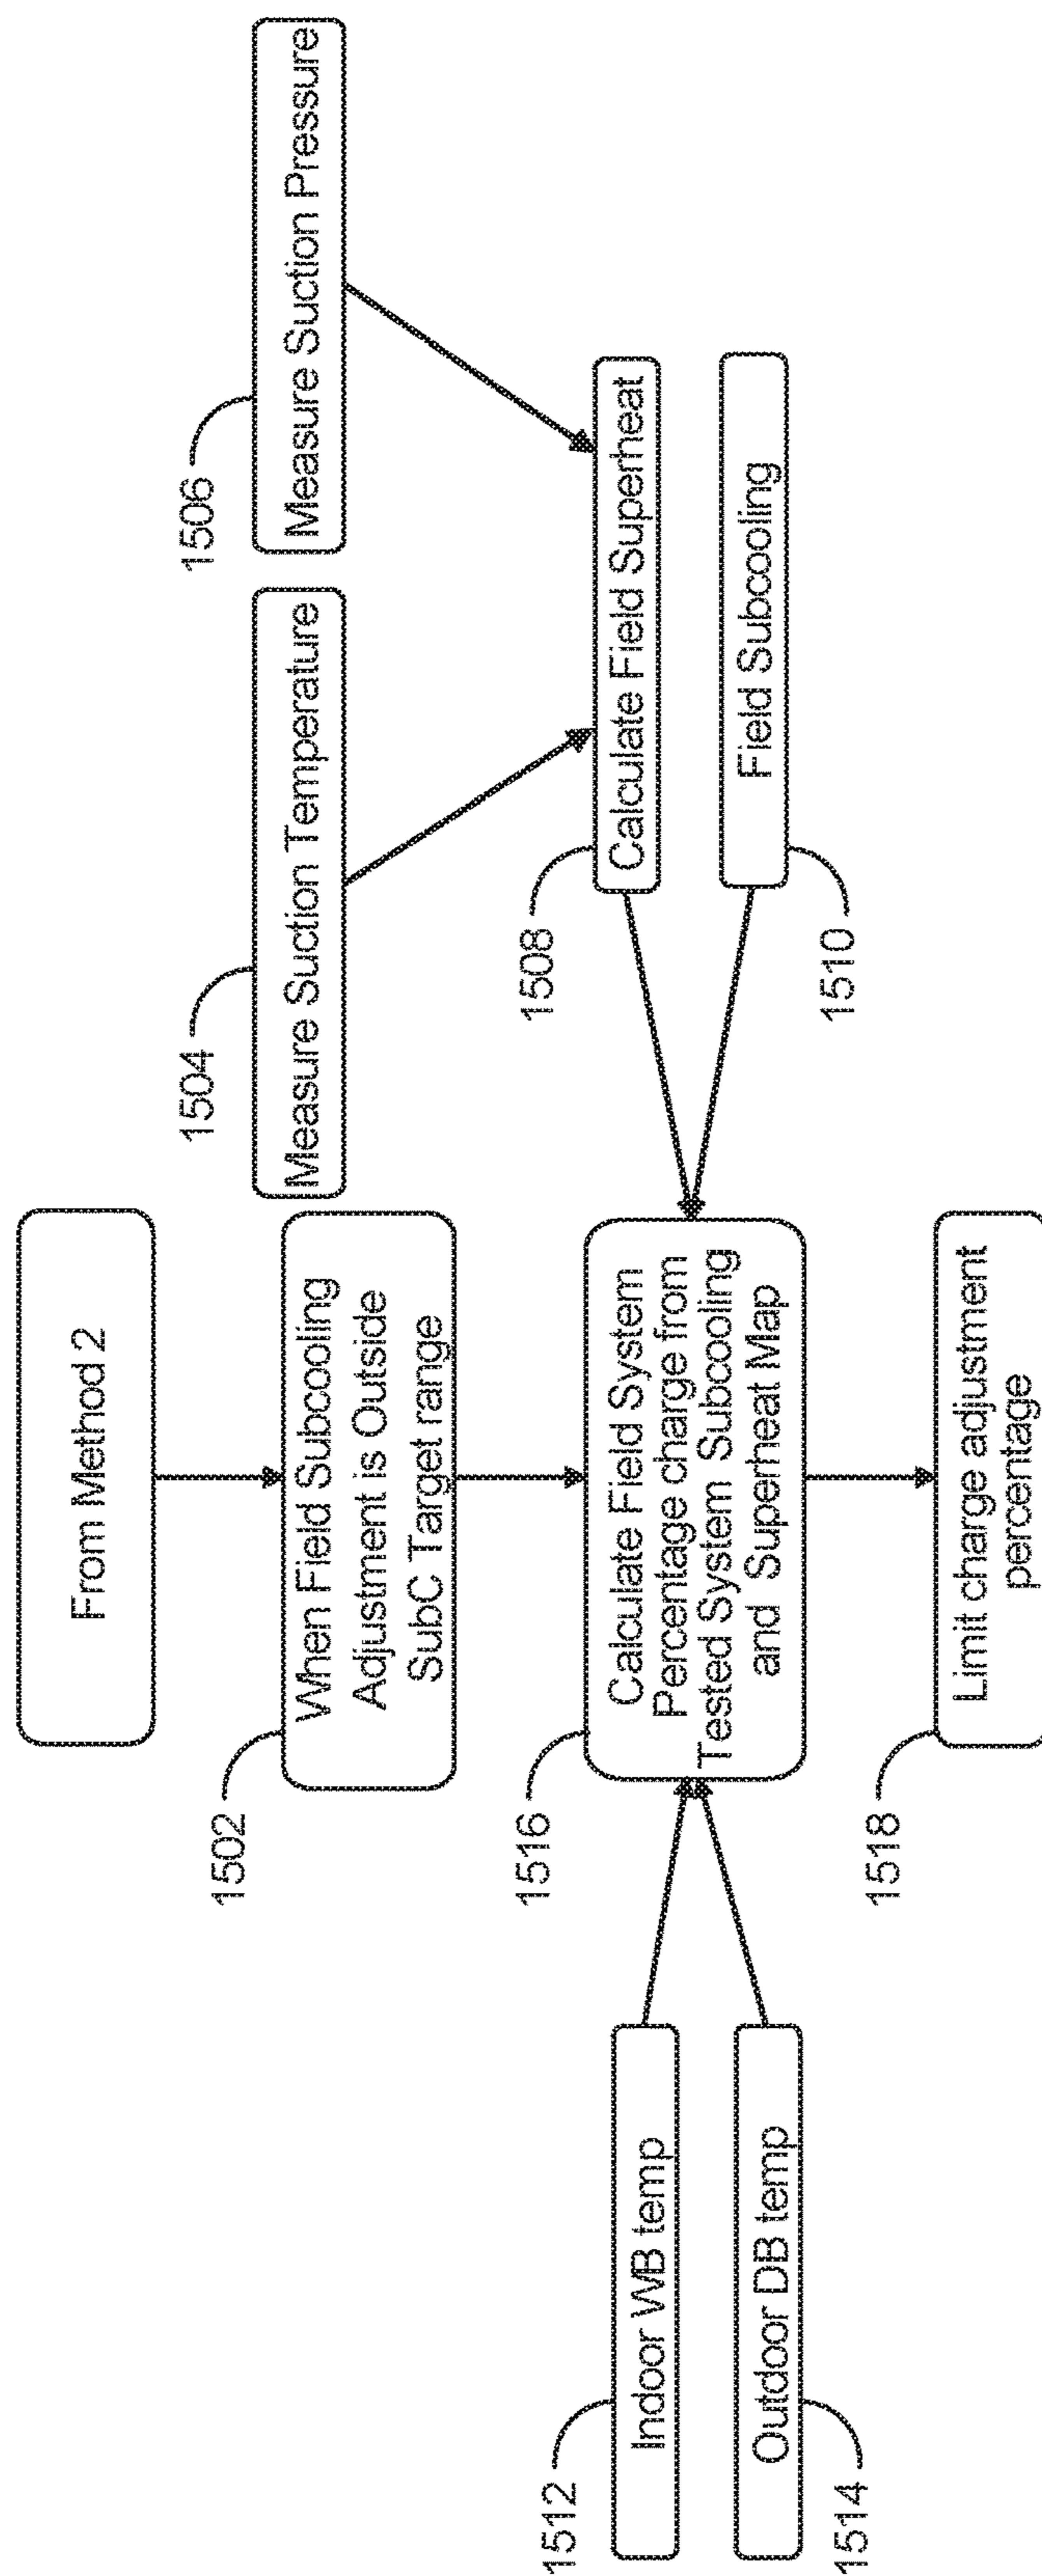 From Method 2
1502
When Field Subcooling
Adjustment is Outside
SubC Target range
1504
Measure Suction Temperature
1506
Measure Suction Pressure
1508
Calculate Field Superheat
1510
Field Subcooling
1512
Indoor WB temp
1514
Outdoor DB temp
1516
Calculate Field System
Percentage charge from
Tested System Subcooling
and Superheat Map
1518
Limit charge adjustment
percentage